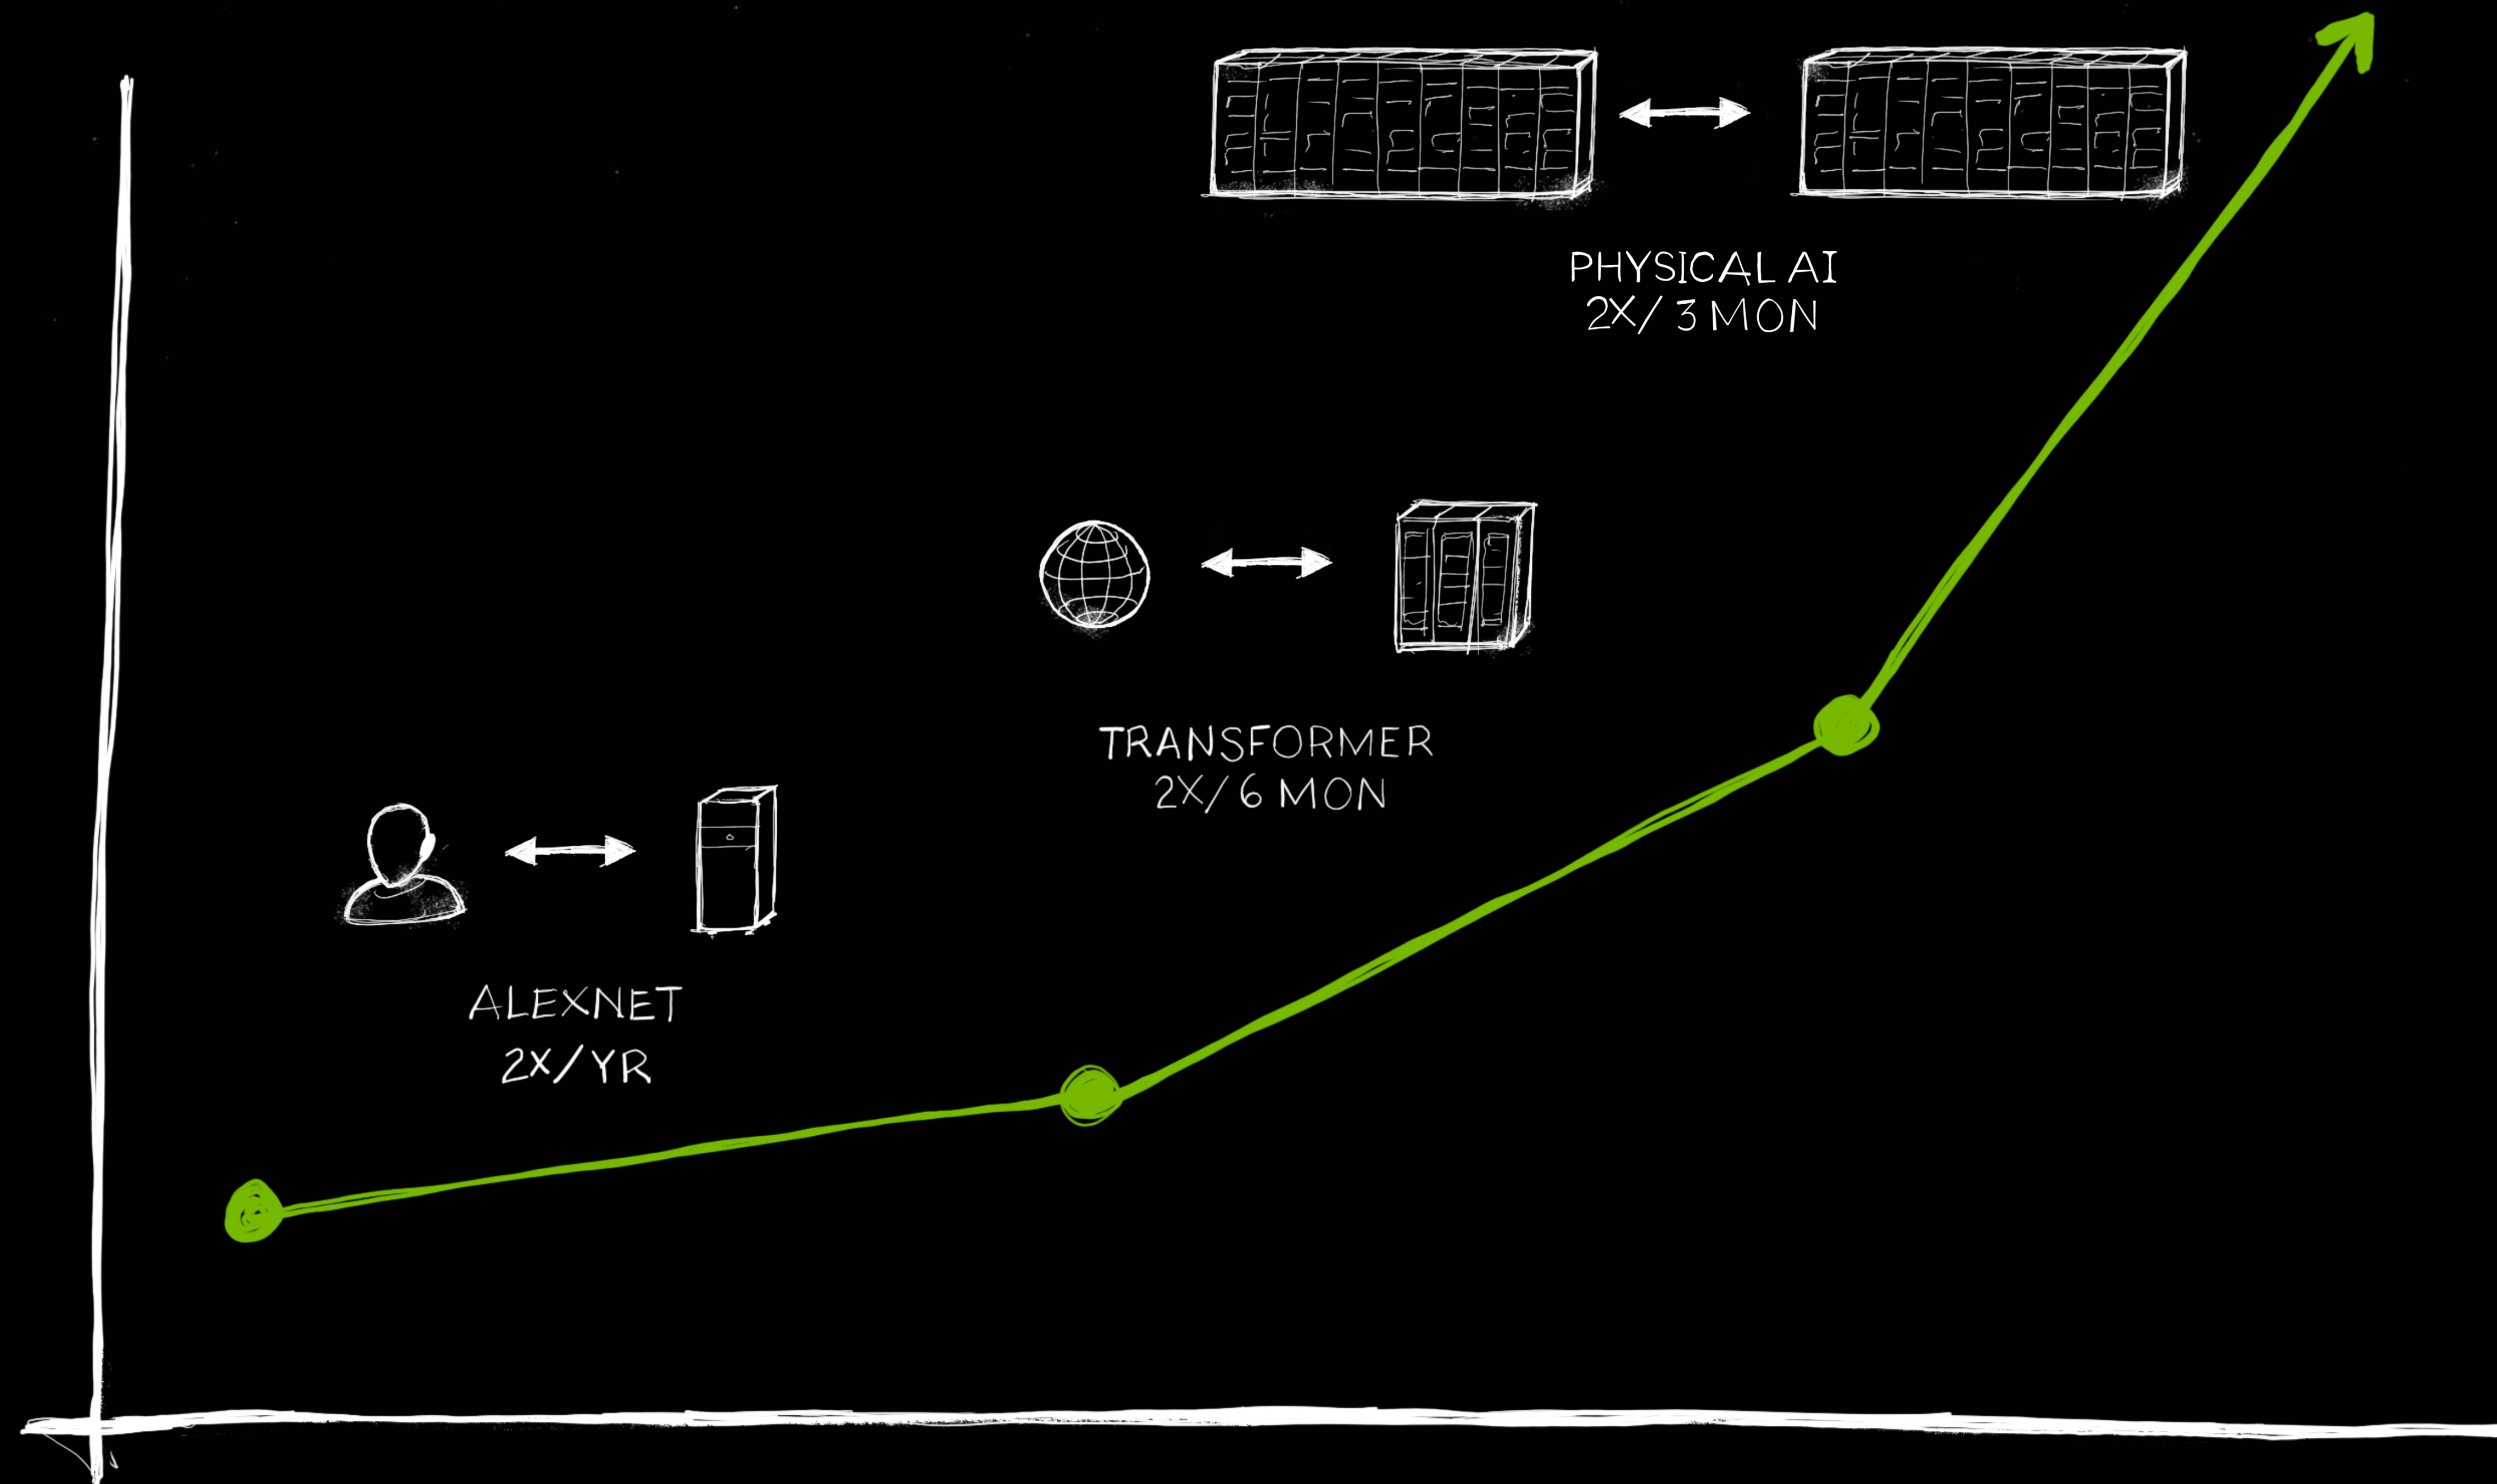 PHYSICAL AI
2X/ 3 MON
TRANSFORMER
2X/ 6 MON
ALEXNET
2X/YR